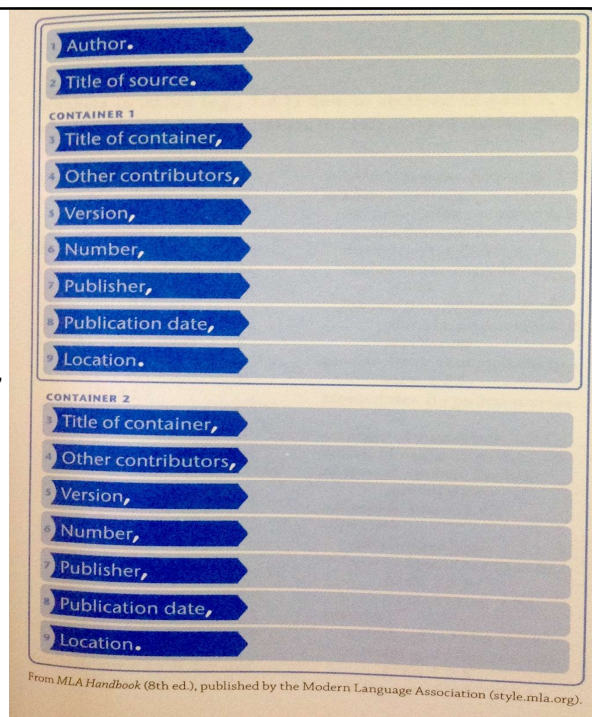 1 Author.
2 Title of source.
CONTAINER 1
3 Title of container,
4 Other contributors,
5 Version,
6 Number,
7 Publisher,
8 Publication date,
9 Location.
CONTAINER 2
3 Title of container,
4 Other contributors,
5 Version,
6 Number,
7 Publisher,
8 Publication date,
9 Location.
From MLA Handbook (8th ed.), published by the Modern Language Association (style.mla.org).